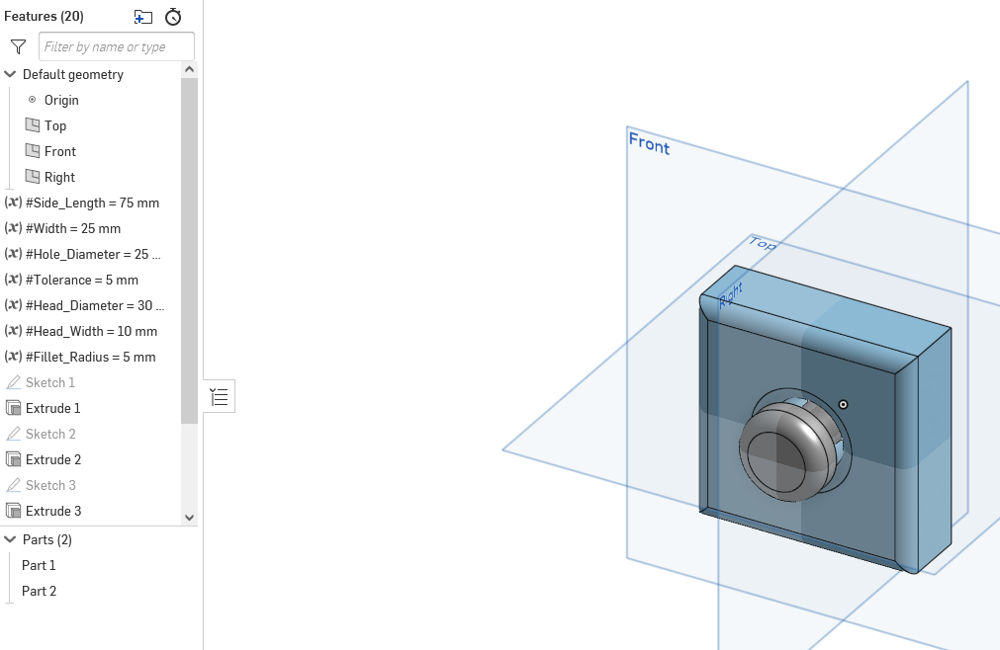 Features (20)
Filter by name or type
Default geometry
Origin
Top
Front
Right
(x) #Side_Length = 75 mm
(x) #Width = 25 mm
(x) #Hole_Diameter = 25 ...
(x) #Tolerance = 5 mm
(x) #Head_Diameter = 30 ...
(x) #Head_Width = 10 mm
(x) #Fillet_Radius = 5 mm
Sketch 1
Extrude 1
Sketch 2
Extrude 2
Sketch 3
Extrude 3
Parts (2)
Part 1
Part 2
Front
Top
Right